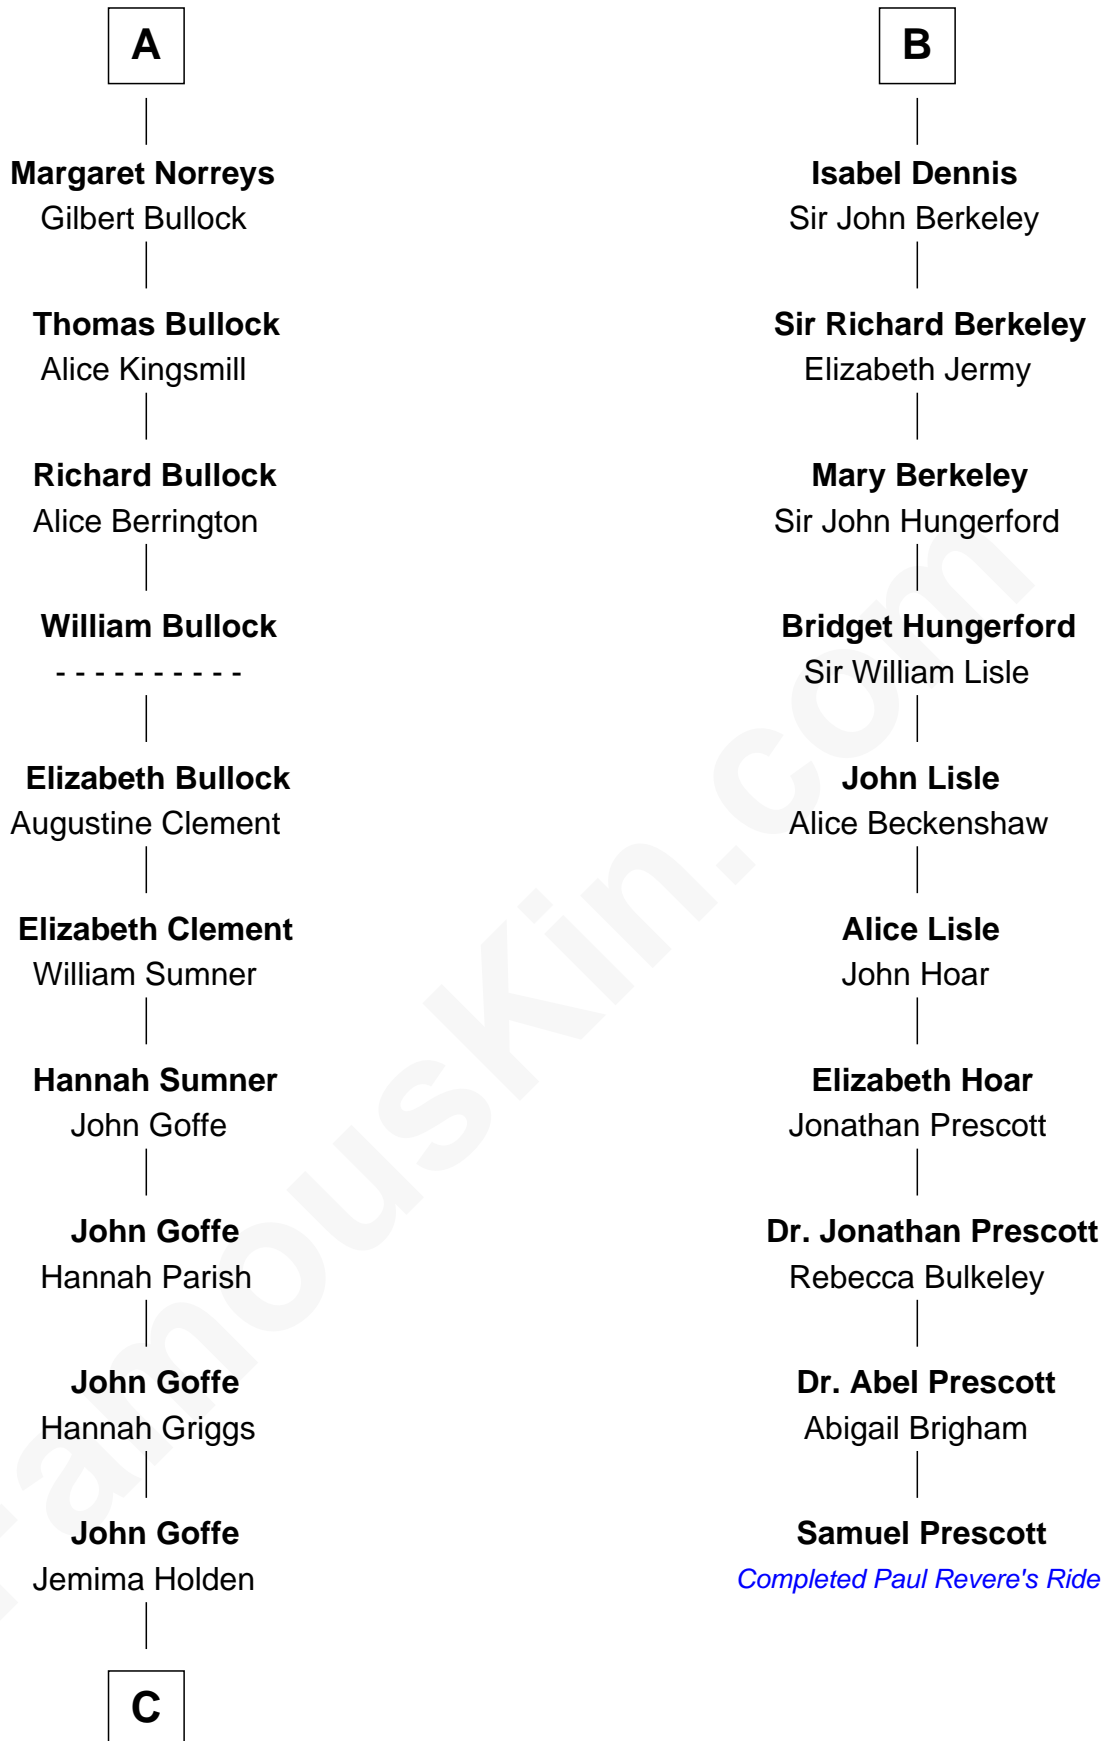 A
Margaret Norreys
Gilbert Bullock
Thomas Bullock
Alice Kingsmill
Richard Bullock
Alice Berrington
William Bullock
- - - - - - - - - -
Elizabeth Bullock
Augustine Clement
Elizabeth Clement
William Sumner
Hannah Sumner
John Goffe
John Goffe
Hannah Parish
John Goffe
Hannah Griggs
John Goffe
Jemima Holden
C
B
Isabel Dennis
Sir John Berkeley
Sir Richard Berkeley
Elizabeth Jermy
Mary Berkeley
Sir John Hungerford
Bridget Hungerford
Sir William Lisle
John Lisle
Alice Beckenshaw
Alice Lisle
John Hoar
Elizabeth Hoar
Jonathan Prescott
Dr. Jonathan Prescott
Rebecca Bulkeley
Dr. Abel Prescott
Abigail Brigham
Samuel Prescott
Completed Paul Revere's Ride
FamousKin.com